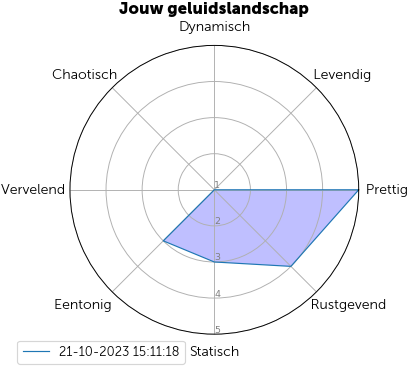 Jouw geluidslandschap
Dynamisch
Chaotisch
Levendig
Vervelend
1
Prettig
2
3
4
Eentonig
Rustgevend
5
21-10-2023 15:11:18
Statisch